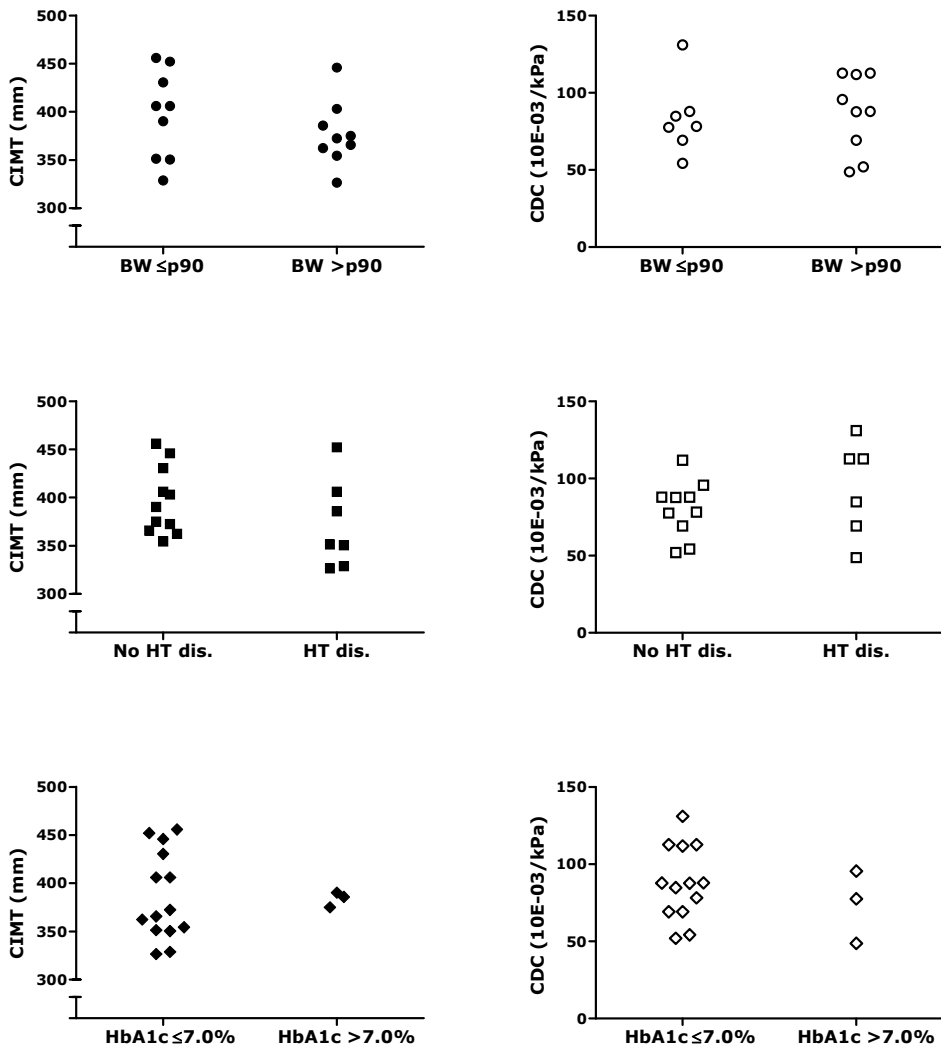 500
450
400
350
300
CIMT (mm)
BW ≤p90 BW >p90
150
100
50
0
CDC (10E-03/kPa)
BW ≤p90 BW >p90
500
450
400
350
300
CIMT (mm)
No HT dis. HT dis.
150
100
50
0
CDC (10E-03/kPa)
No HT dis. HT dis.
500
450
400
350
300
CIMT (mm)
HbA1c ≤7.0% HbA1c >7.0%
150
100
50
0
CDC (10E-03/kPa)
HbA1c ≤7.0% HbA1c >7.0%